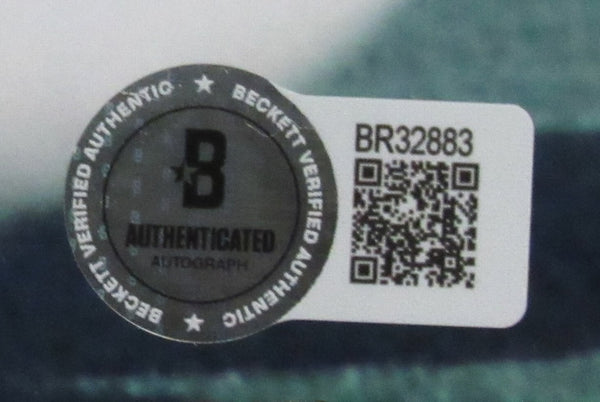 BECKETT VERIFIED AUTHENTIC
BECKETT VERIFIED AUTHENTIC
B
AUTHENTICATED
AUTOGRAPH
BR32883